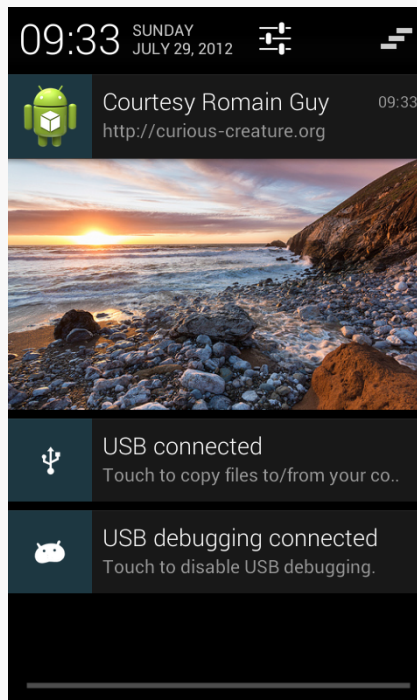 09:33 SUNDAY
JULY 29, 2012
Courtesy Romain Guy 09:33
http://curious-creature.org
USB connected
Touch to copy files to/from your co..
USB debugging connected
Touch to disable USB debugging.